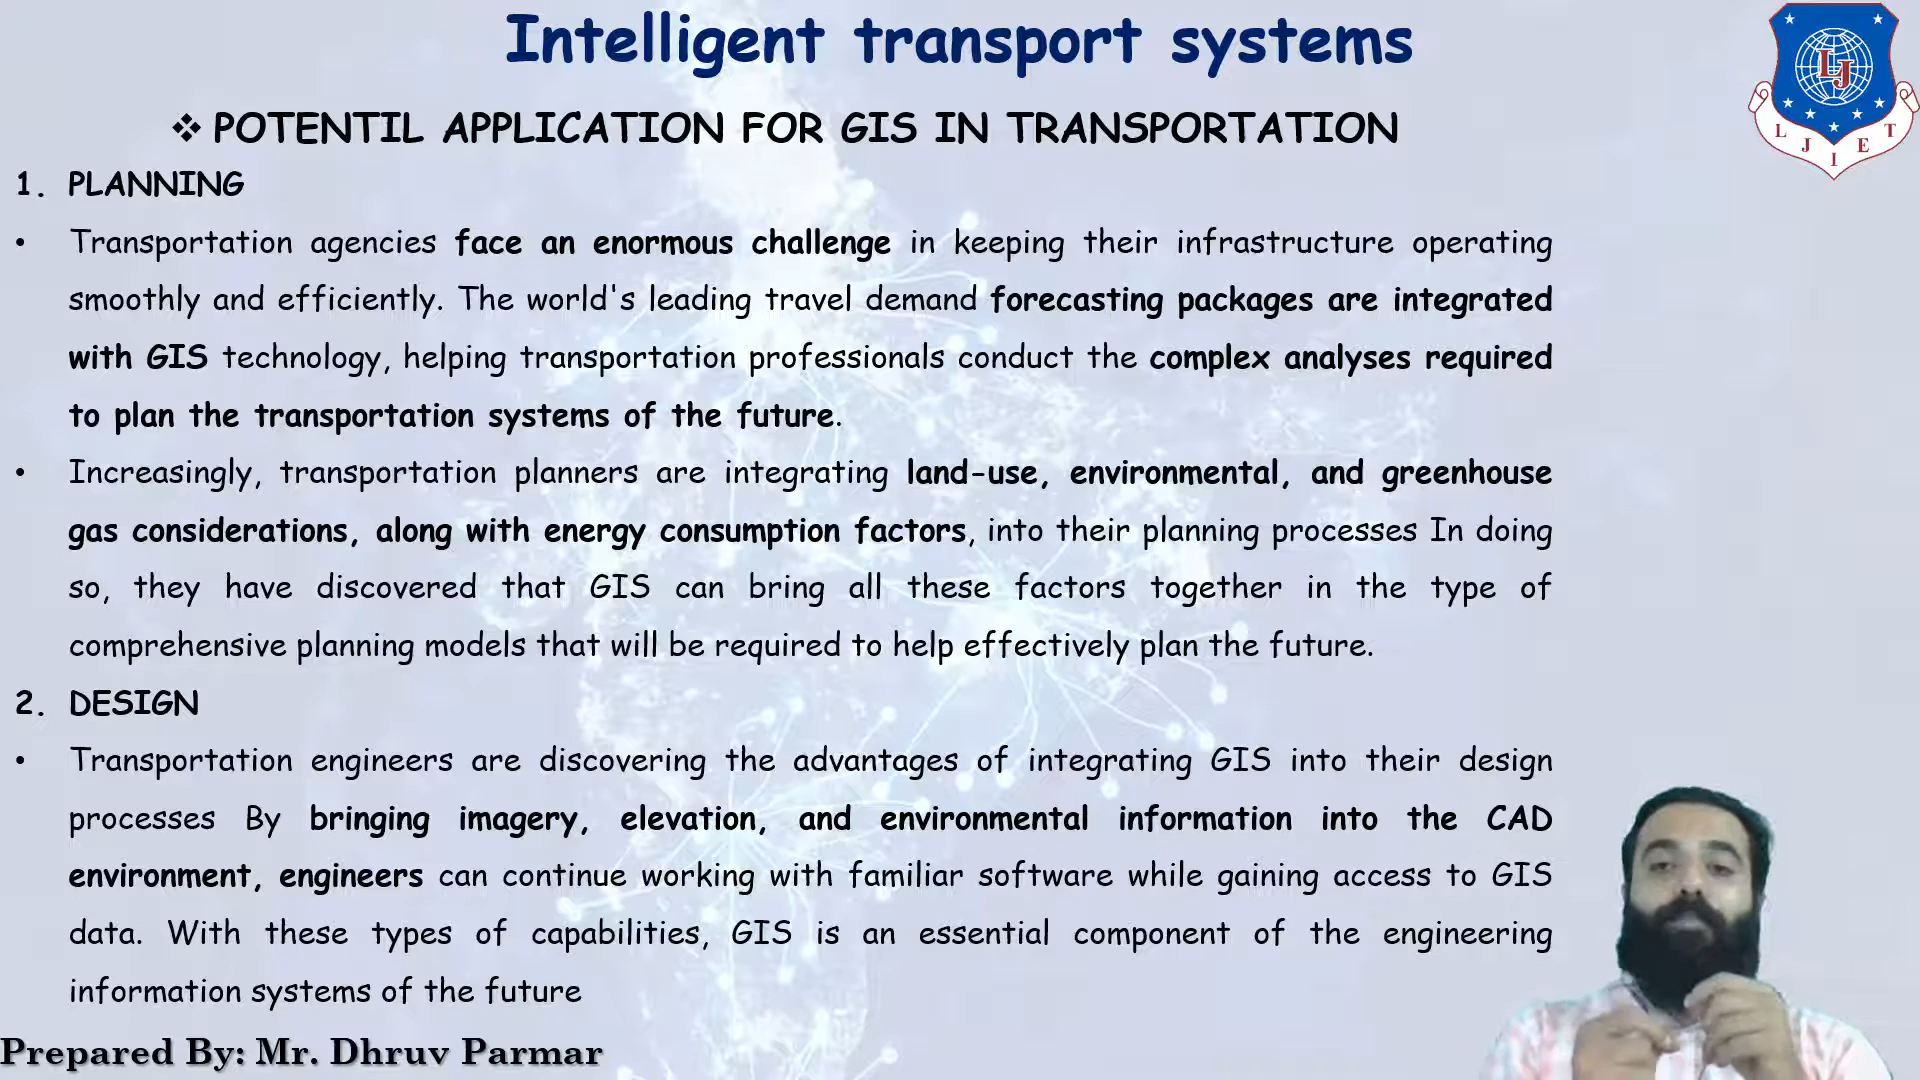 Intelligent transport systems
❖ POTENTIL APPLICATION FOR GIS IN TRANSPORTATION
1. PLANNING
• Transportation agencies face an enormous challenge in keeping their infrastructure operating
smoothly and efficiently. The world's leading travel demand forecasting packages are integrated
with GIS technology, helping transportation professionals conduct the complex analyses required
to plan the transportation systems of the future.
• Increasingly, transportation planners are integrating land-use, environmental, and greenhouse
gas considerations, along with energy consumption factors, into their planning processes In doing
so, they have discovered that GIS can bring all these factors together in the type of
comprehensive planning models that will be required to help effectively plan the future.
2. DESIGN
• Transportation engineers are discovering the advantages of integrating GIS into their design
processes By bringing imagery, elevation, and environmental information into the CAD
environment, engineers can continue working with familiar software while gaining access to GIS
data. With these types of capabilities, GIS is an essential component of the engineering
information systems of the future
Prepared By: Mr. Dhruv Parmar
LJ
L J I E T